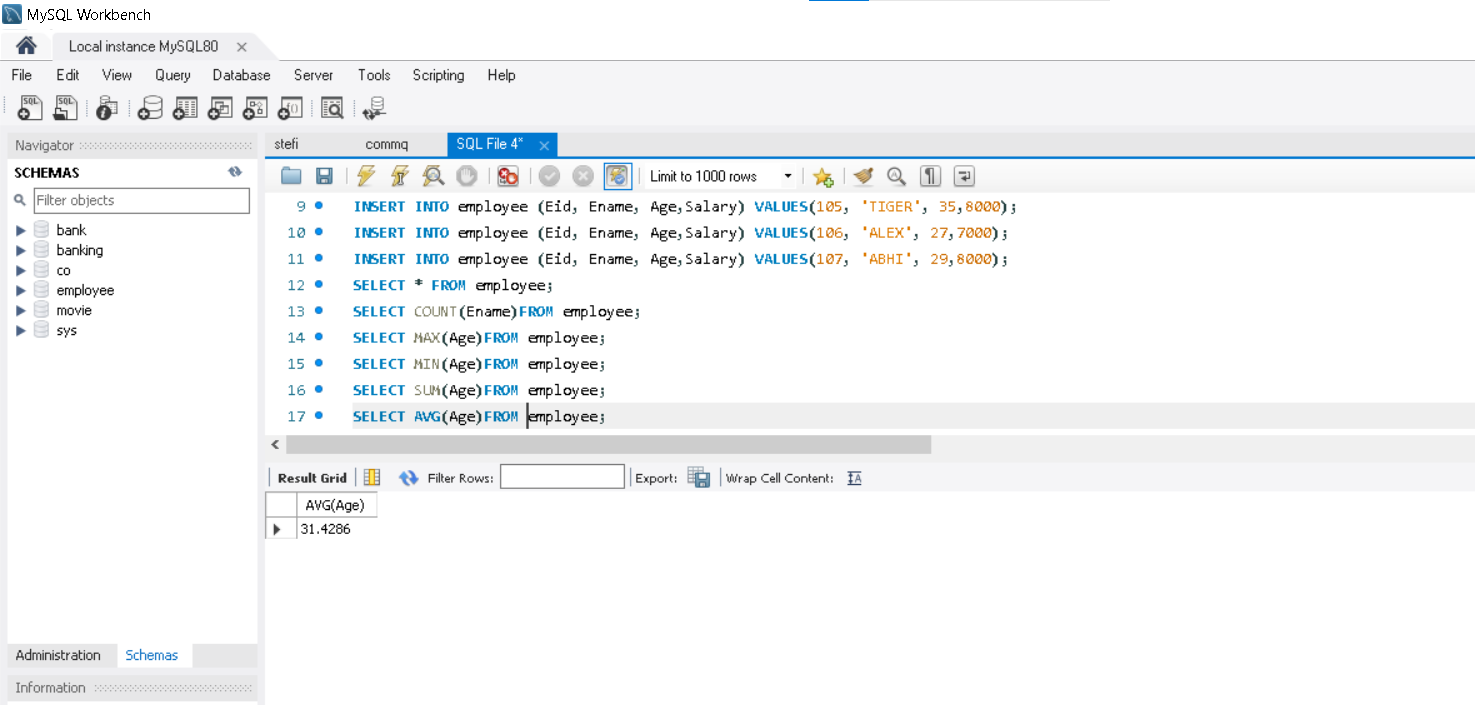 MySQL Workbench
Local instance MySQL80
File Edit View Query Database Server Tools Scripting Help
Navigator
SCHEMAS
Filter objects
bank
banking
co
employee
movie
sys
Administration Schemas
Information
stefi commq SQL File 4*
Limit to 1000 rows
9 INSERT INTO employee (Eid, Ename, Age,Salary) VALUES(105, 'TIGER', 35,8000);
10 INSERT INTO employee (Eid, Ename, Age,Salary) VALUES(106, 'ALEX', 27,7000);
11 INSERT INTO employee (Eid, Ename, Age,Salary) VALUES(107, 'ABHI', 29,8000);
12 SELECT * FROM employee;
13 SELECT COUNT(Ename)FROM employee;
14 SELECT MAX(Age)FROM employee;
15 SELECT MIN(Age)FROM employee;
16 SELECT SUM(Age)FROM employee;
17 SELECT AVG(Age)FROM employee;
Result Grid Filter Rows: Export: Wrap Cell Content:
AVG(Age)
31.4286